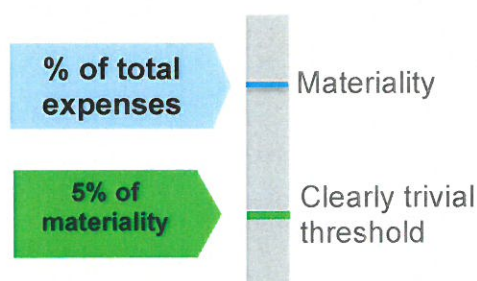 % of total
expenses
Materiality
5% of
materiality
Clearly trivial
threshold